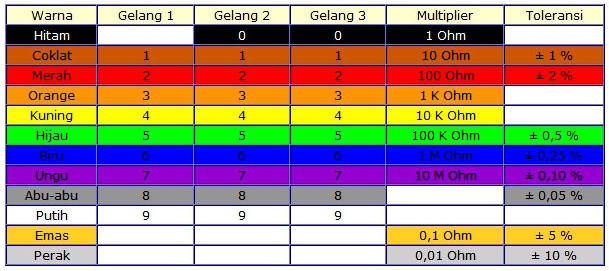 Warna Gelang 1 Gelang 2 Gelang 3 Multiplier Toleransi
Hitam 0 0 1 Ohm
Coklat 1 1 1 10 Ohm ± 1 %
Merah 2 2 2 100 Ohm ± 2 %
Orange 3 3 3 1 K Ohm
Kuning 4 4 4 10 K Ohm
Hijau 5 5 5 100 K Ohm ± 0,5 %
Biru 6 6 6 1 M Ohm ± 0,25 %
Ungu 7 7 7 10 M Ohm ± 0,10 %
Abu-abu 8 8 8 ± 0,05 %
Putih 9 9 9
Emas 0,1 Ohm ± 5 %
Perak 0,01 Ohm ± 10 %